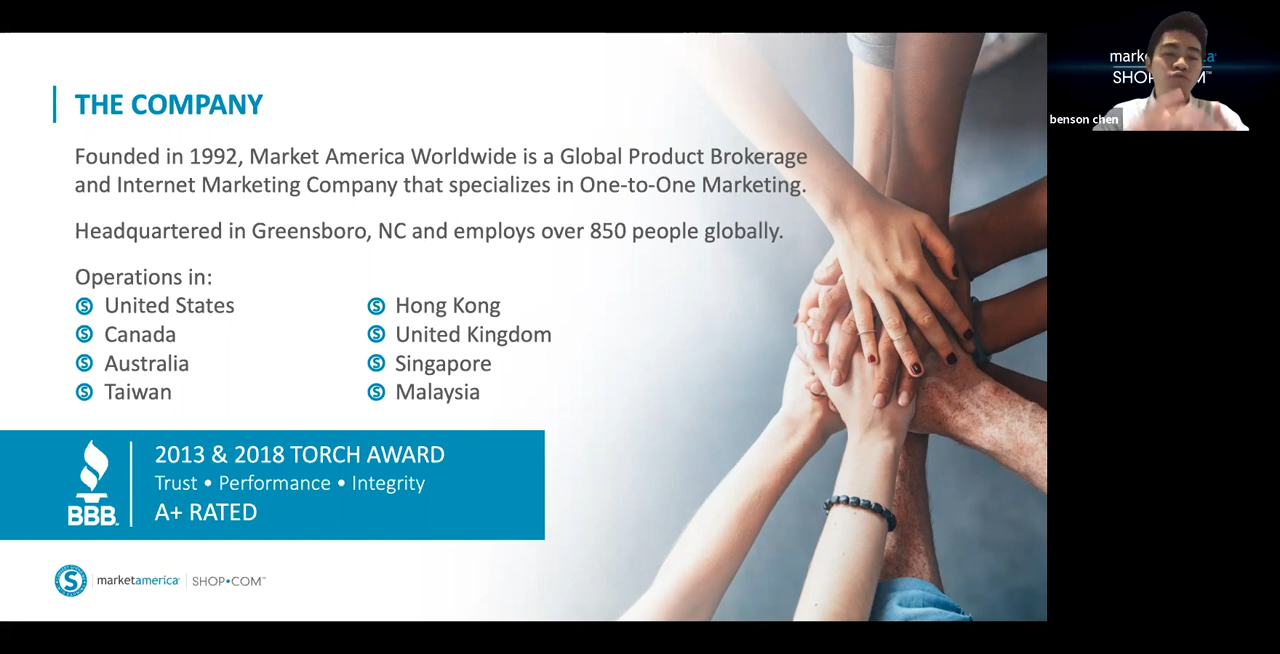 THE COMPANY
Founded in 1992, Market America Worldwide is a Global Product Brokerage
and Internet Marketing Company that specializes in One-to-One Marketing.
Headquartered in Greensboro, NC and employs over 850 people globally.
Operations in:
United States
Canada
Australia
Taiwan
Hong Kong
United Kingdom
Singapore
Malaysia
BBB
2013 & 2018 TORCH AWARD
Trust • Performance • Integrity
A+ RATED
marketamerica® SHOP•COM™
benson chen